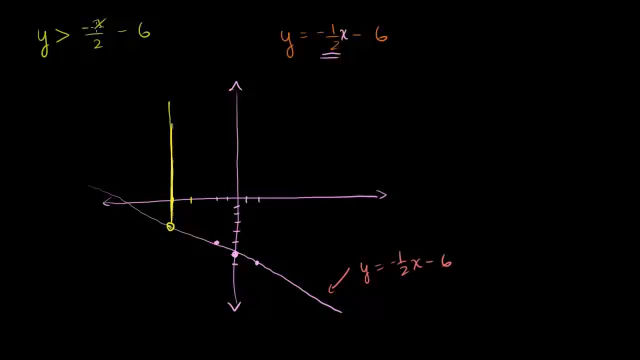 y > -x/2 - 6
y = -1/2x - 6
y = -1/2x - 6